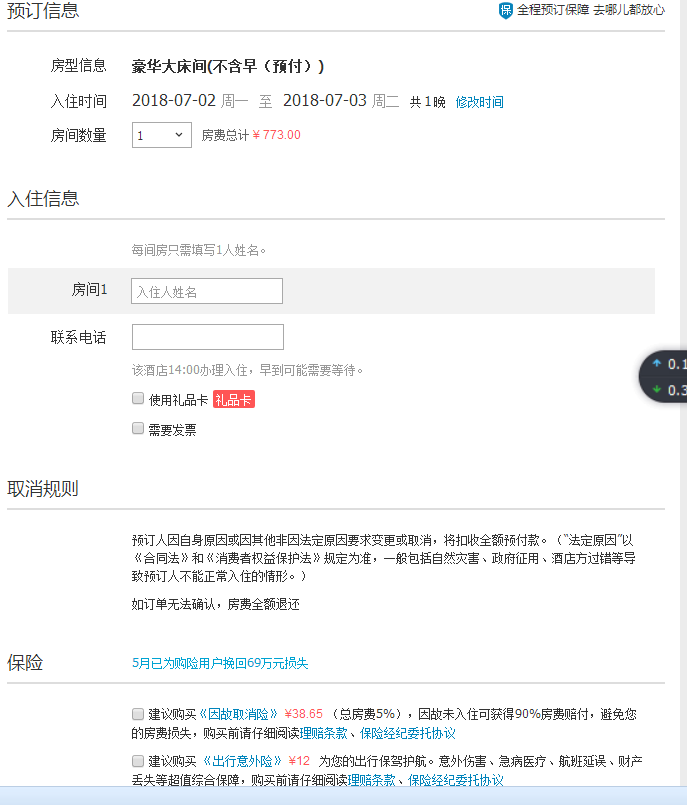 预订信息
全程预订保障 去哪儿都放心
房型信息 豪华大床间(不含早（预付）)
入住时间 2018-07-02 周一 至 2018-07-03 周二 共1晚 修改时间
房间数量 1 房费总计 ¥ 773.00
入住信息
每间房只需填写1人姓名。
房间1 入住人姓名
联系电话
该酒店14:00办理入住，早到可能需要等待。
使用礼品卡 礼品卡
需要发票
取消规则
预订人因自身原因或因其他非因法定原因要求变更或取消，将扣收全额预付款。（“法定原因”以
《合同法》和《消费者权益保护法》规定为准，一般包括自然灾害、政府征用、酒店方过错等导
致预订人不能正常入住的情形。）
如订单无法确认，房费全额退还
保险 5月已为购险用户挽回69万元损失
建议购买《因故取消险》 ¥38.65 （总房费5%），因故未入住可获得90%房费赔付，避免您
的房费损失，购买前请仔细阅读理赔条款、保险经纪委托协议
建议购买 《出行意外险》 ¥12 为您的出行保驾护航。意外伤害、急病医疗、航班延误、财产
丢失等超值综合保障，购买前请仔细阅读理赔条款、保险经纪委托协议